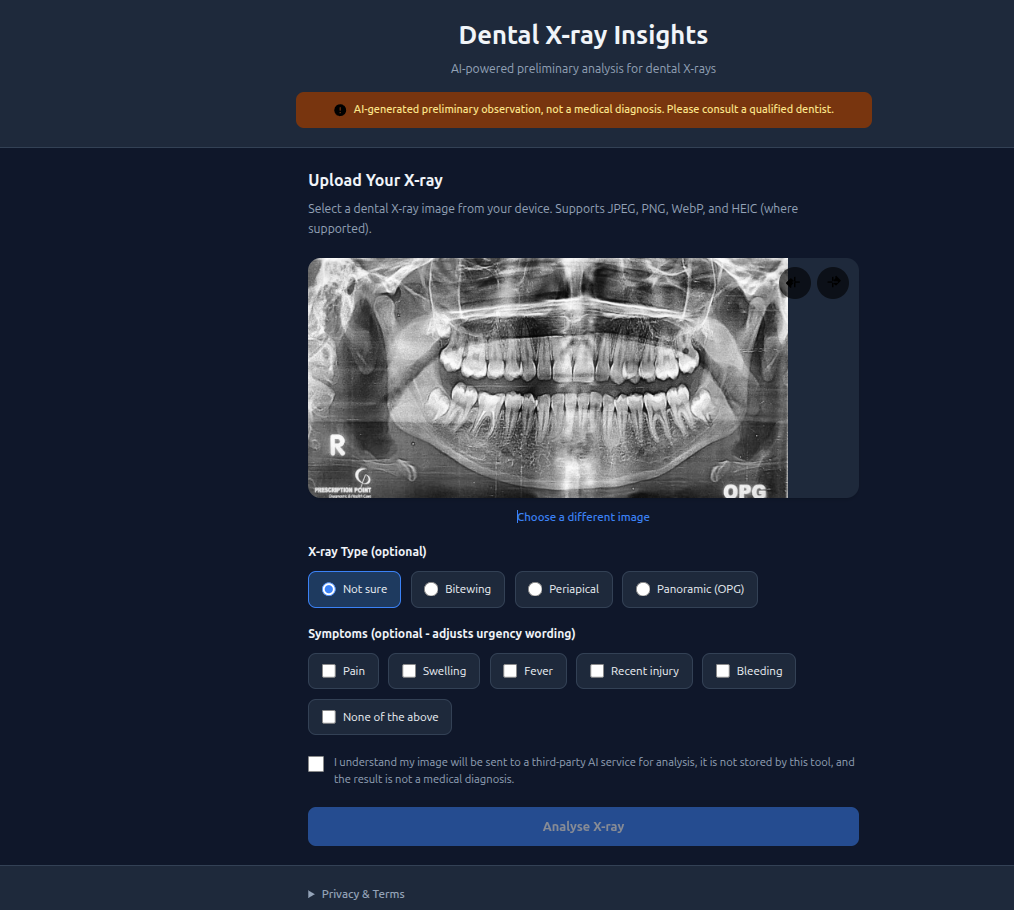 Dental X-ray Insights
AI-powered preliminary analysis for dental X-rays
AI-generated preliminary observation, not a medical diagnosis. Please consult a qualified dentist.
Upload Your X-ray
Select a dental X-ray image from your device. Supports JPEG, PNG, WebP, and HEIC (where
supported).
R
PRESCRIPTION POINT
OPG
Choose a different image
X-ray Type (optional)
Not sure Bitewing Periapical Panoramic (OPG)
Symptoms (optional - adjusts urgency wording)
Pain Swelling Fever Recent injury Bleeding
None of the above
I understand my image will be sent to a third-party AI service for analysis, it is not stored by this tool, and
the result is not a medical diagnosis.
Analyse X-ray
Privacy & Terms